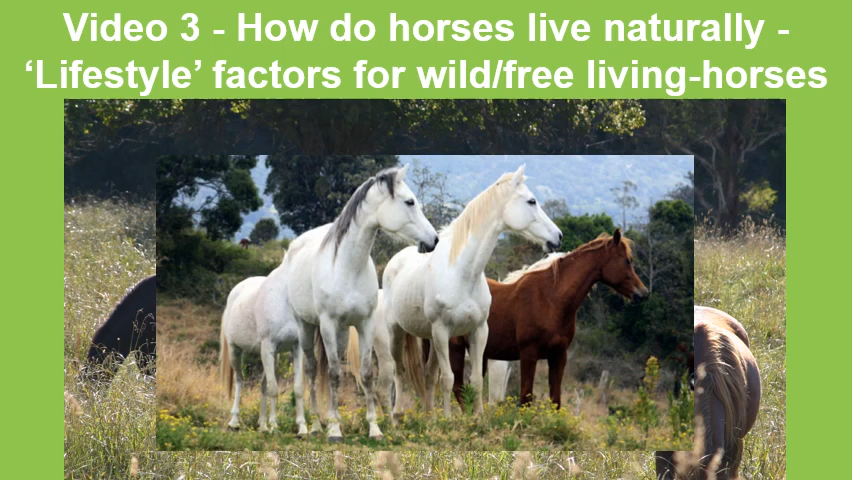 Video 3 - How do horses live naturally -
‘Lifestyle’ factors for wild/free living-horses